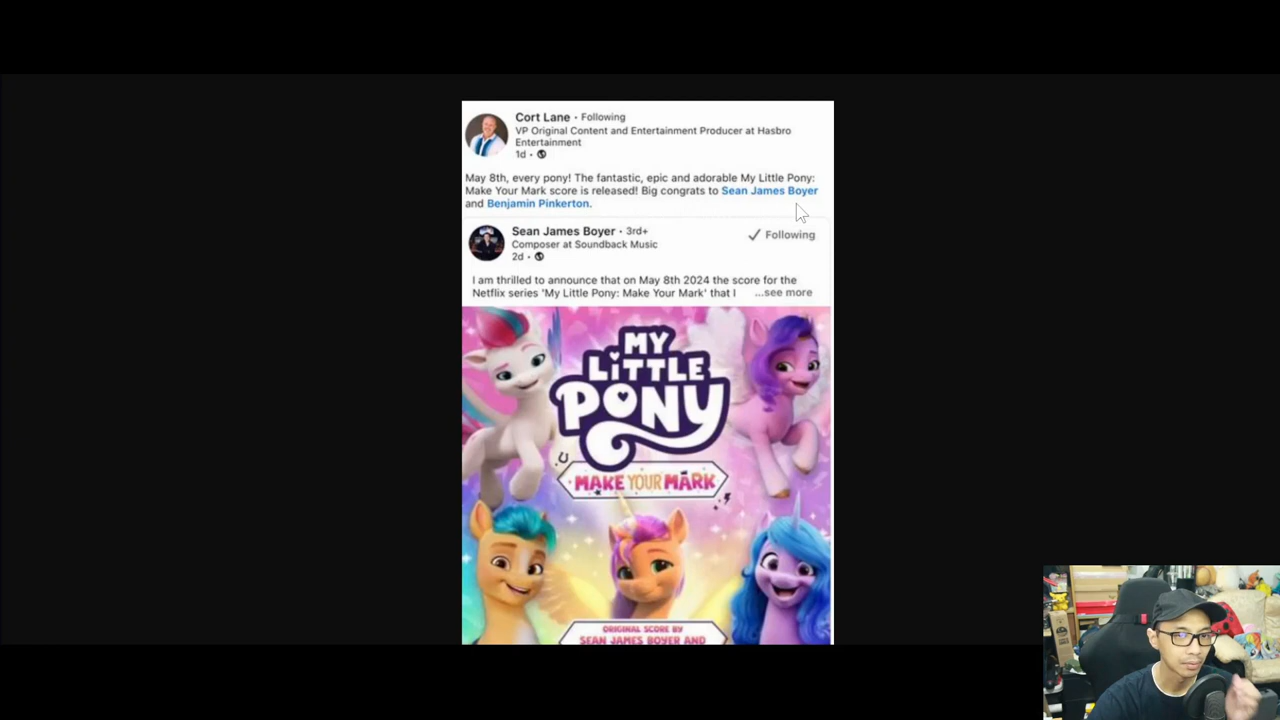 Cort Lane • Following
VP Original Content and Entertainment Producer at Hasbro
Entertainment
1d •
May 8th, every pony! The fantastic, epic and adorable My Little Pony:
Make Your Mark score is released! Big congrats to Sean James Boyer
and Benjamin Pinkerton.
Sean James Boyer • 3rd+
Following
Composer at Soundback Music
2d •
I am thrilled to announce that on May 8th 2024 the score for the
Netflix series 'My Little Pony: Make Your Mark' that I ...see more
MY
LITTLE
PONY
MAKE YOUR MARK
ORIGINAL SCORE BY
SEAN JAMES BOYER AND